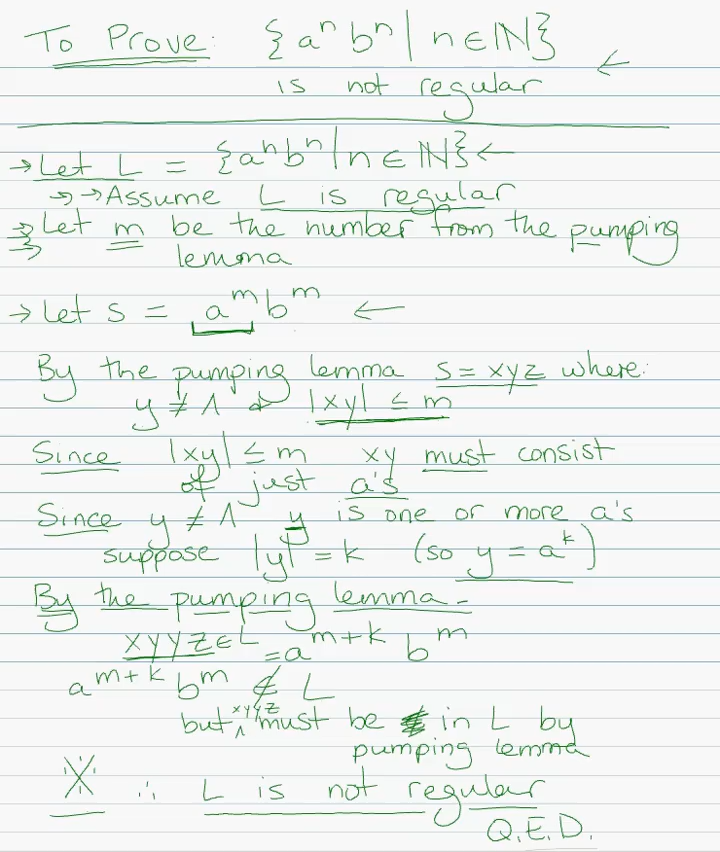 To Prove: {aⁿ bⁿ | n ∈ ℕ} ←
is not regular
→ Let L = {aⁿbⁿ | n ∈ ℕ} ←
→ → Assume L is regular
→ Let m be the number from the pumping
lemma
→ Let s = aᵐbᵐ ←
By the pumping lemma s = xyz where:
y ≠ Λ & |xy| ≤ m
Since |xy| ≤ m xy must consist
of just a's
Since y ≠ Λ y is one or more a's
suppose |y| = k (so y = aᵏ)
By the pumping lemma -
xyyz ∈ L = aᵐ⁺ᵏ bᵐ
aᵐ⁺ᵏ bᵐ ∉ L
but xyyz must be in L by
pumping lemma
X ∴ L is not regular
Q.E.D.